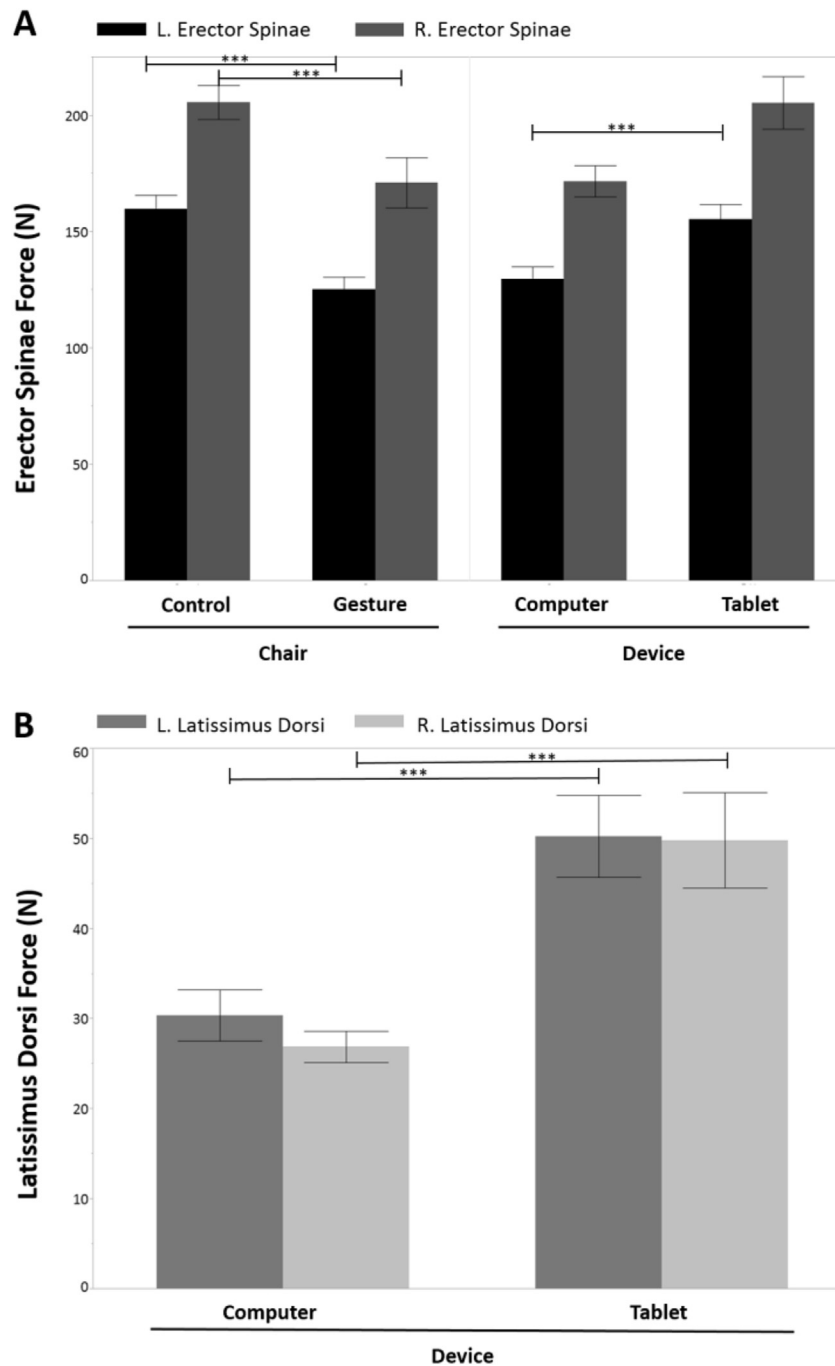 A
L. Erector Spinae R. Erector Spinae
*** 
***
***
Erector Spinae Force (N)
200
150
100
50
0
Control Gesture Computer Tablet
Chair Device
B
L. Latissimus Dorsi R. Latissimus Dorsi
***
***
Latissimus Dorsi Force (N)
60
50
40
30
20
10
0
Computer Tablet
Device